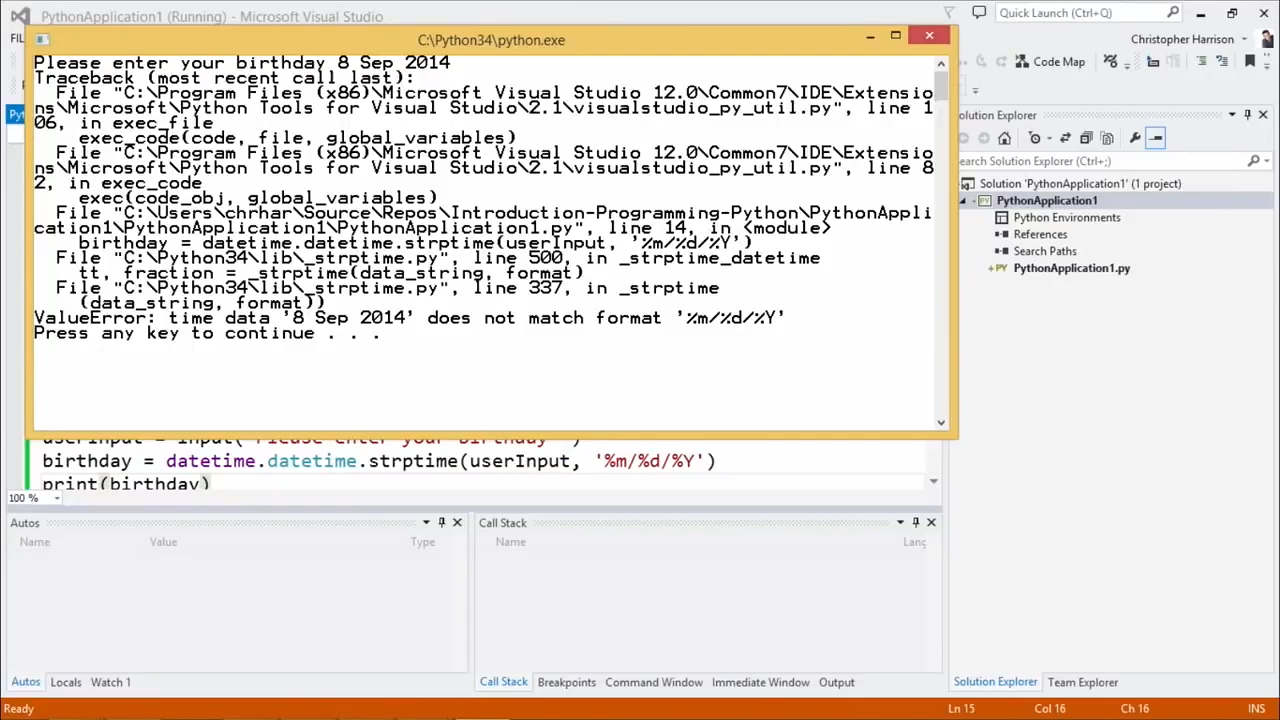 PythonApplication1 (Running) - Microsoft Visual Studio
Quick Launch (Ctrl+Q)
C:\Python34\python.exe
Christopher Harrison
Code Map
Please enter your birthday 8 Sep 2014
Traceback (most recent call last):
File "C:\Program Files (x86)\Microsoft Visual Studio 12.0\Common7\IDE\Extensio
ns\Microsoft\Python Tools for Visual Studio\2.1\visualstudio_py_util.py", line 1
06, in exec_file
exec_code(code, file, global_variables)
File "C:\Program Files (x86)\Microsoft Visual Studio 12.0\Common7\IDE\Extensio
ns\Microsoft\Python Tools for Visual Studio\2.1\visualstudio_py_util.py", line 8
2, in exec_code
exec(code_obj, global_variables)
File "C:\Users\chrhar\Source\Repos\Introduction-Programming-Python\PythonAppli
cation1\PythonApplication1\PythonApplication1.py", line 14, in <module>
birthday = datetime.datetime.strptime(userInput, '%m/%d/%Y')
File "C:\Python34\lib\_strptime.py", line 500, in _strptime_datetime
tt, fraction = _strptime(data_string, format)
File "C:\Python34\lib\_strptime.py", line 337, in _strptime
(data_string, format))
ValueError: time data '8 Sep 2014' does not match format '%m/%d/%Y'
Press any key to continue . . .
olution Explorer
earch Solution Explorer (Ctrl+;)
Solution 'PythonApplication1' (1 project)
PythonApplication1
Python Environments
References
Search Paths
PythonApplication1.py
userInput = input("Please enter your birthday ")
birthday = datetime.datetime.strptime(userInput, '%m/%d/%Y')
print(birthday)
100 %
Autos
Name Value Type
Call Stack
Name Lang
Autos Locals Watch 1
Call Stack Breakpoints Command Window Immediate Window Output
Solution Explorer Team Explorer
Ready
Ln 15 Col 16 Ch 16 INS